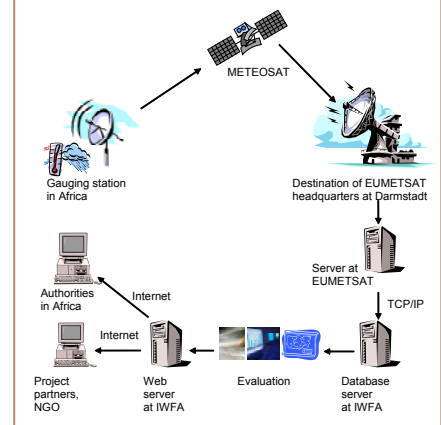 METEOSAT
Gauging station
in Africa
Destination of EUMETSAT
headquarters at Darmstadt
Server at
EUMETSAT
TCP/IP
Authorities
in Africa
Internet
Internet
Project
partners,
NGO
Web
server
at IWFA
Evaluation
Database
server
at IWFA